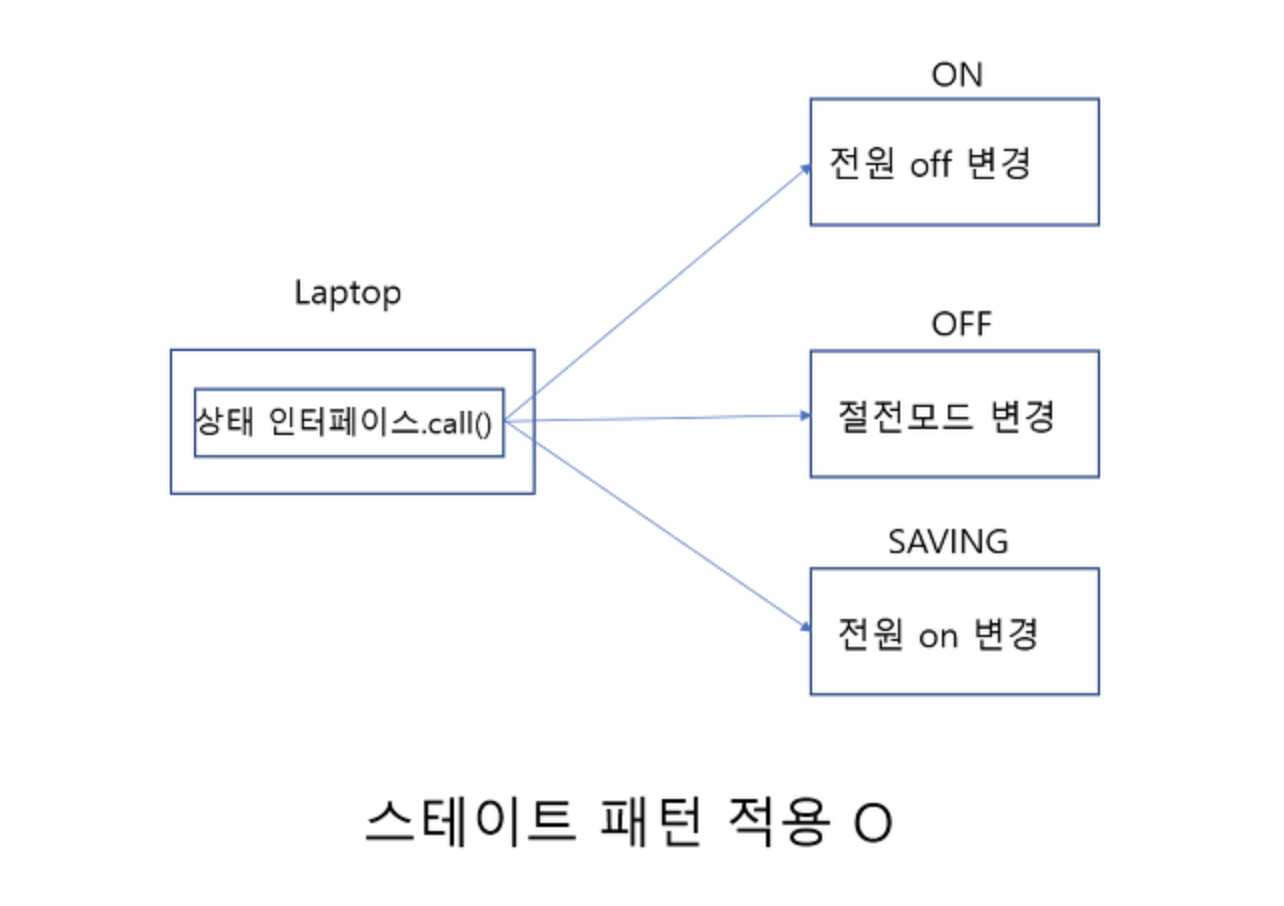 ON
전원 off 변경
Laptop
상태 인터페이스.call()
OFF
절전모드 변경
SAVING
전원 on 변경
스테이트 패턴 적용 O